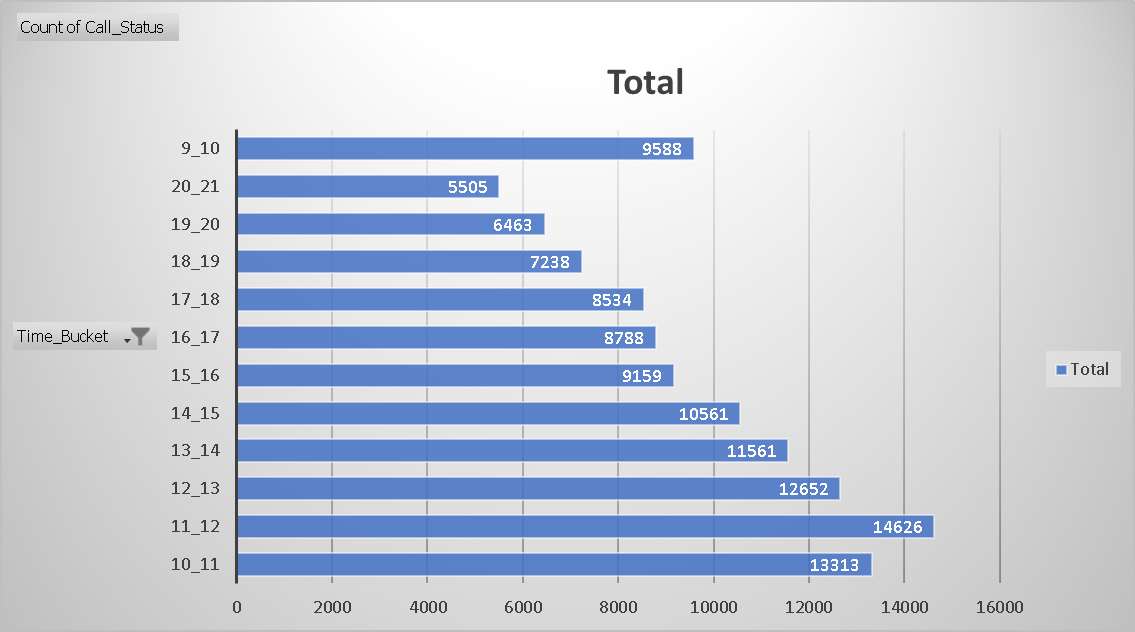 Count of Call_Status
Total
9_10 9588
20_21 5505
19_20 6463
18_19 7238
17_18 8534
Time_Bucket
16_17 8788
15_16 9159
Total
14_15 10561
13_14 11561
12_13 12652
11_12 14626
10_11 13313
0 2000 4000 6000 8000 10000 12000 14000 16000